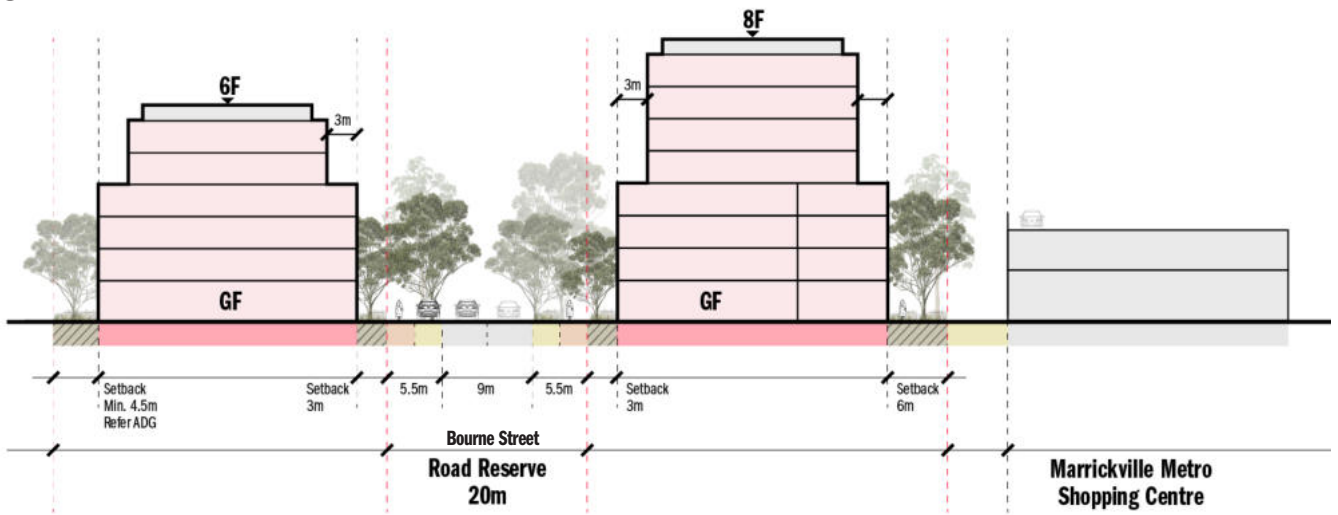 8F
6F
3m
3m
GF
GF
Setback
Min. 4.5m
Refer ADG
Setback
3m
5.5m
9m
5.5m
Setback
3m
Setback
6m
Bourne Street
Road Reserve
20m
Marrickville Metro
Shopping Centre